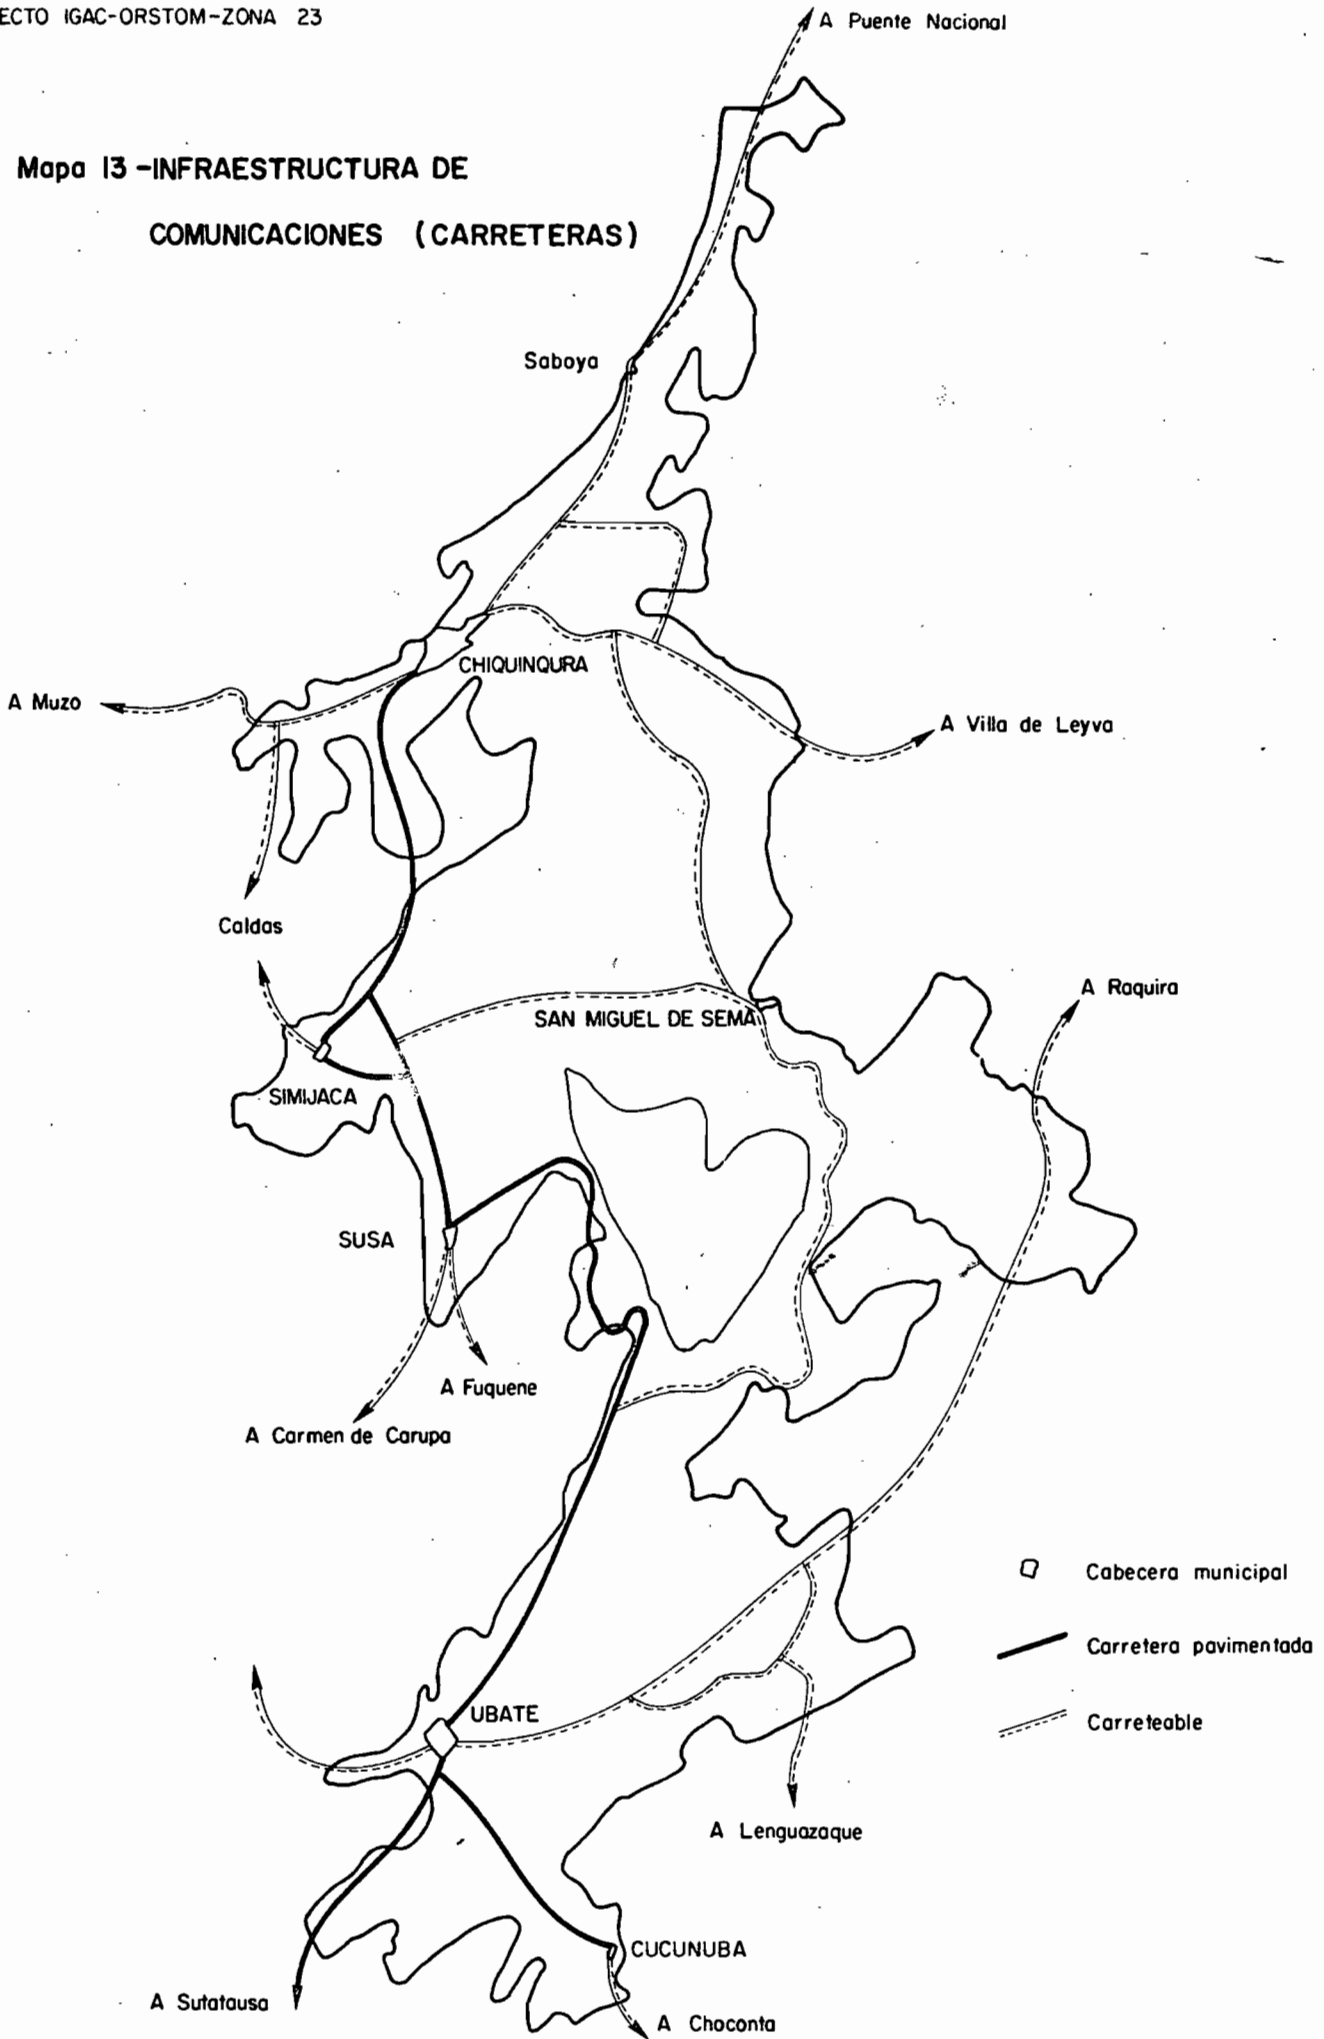 ECTO IGAC-ORSTOM-ZONA 23
A Puente Nacional
Mapa 13-INFRAESTRUCTURA DE
COMUNICACIONES (CARRETERAS)
Saboya
CHIQUINQURA
A Muzo
A Villa de Leyva
Caldas
A Raquira
SAN MIGUEL DE SEMA
SIMIJACA
SUSA
A Fuquene
A Carmen de Carupa
Cabecera municipal
Carretera pavimentada
UBATE
Carreteable
A Lenguazaque
CUCUNUBA
A Sutatausa
A Choconta